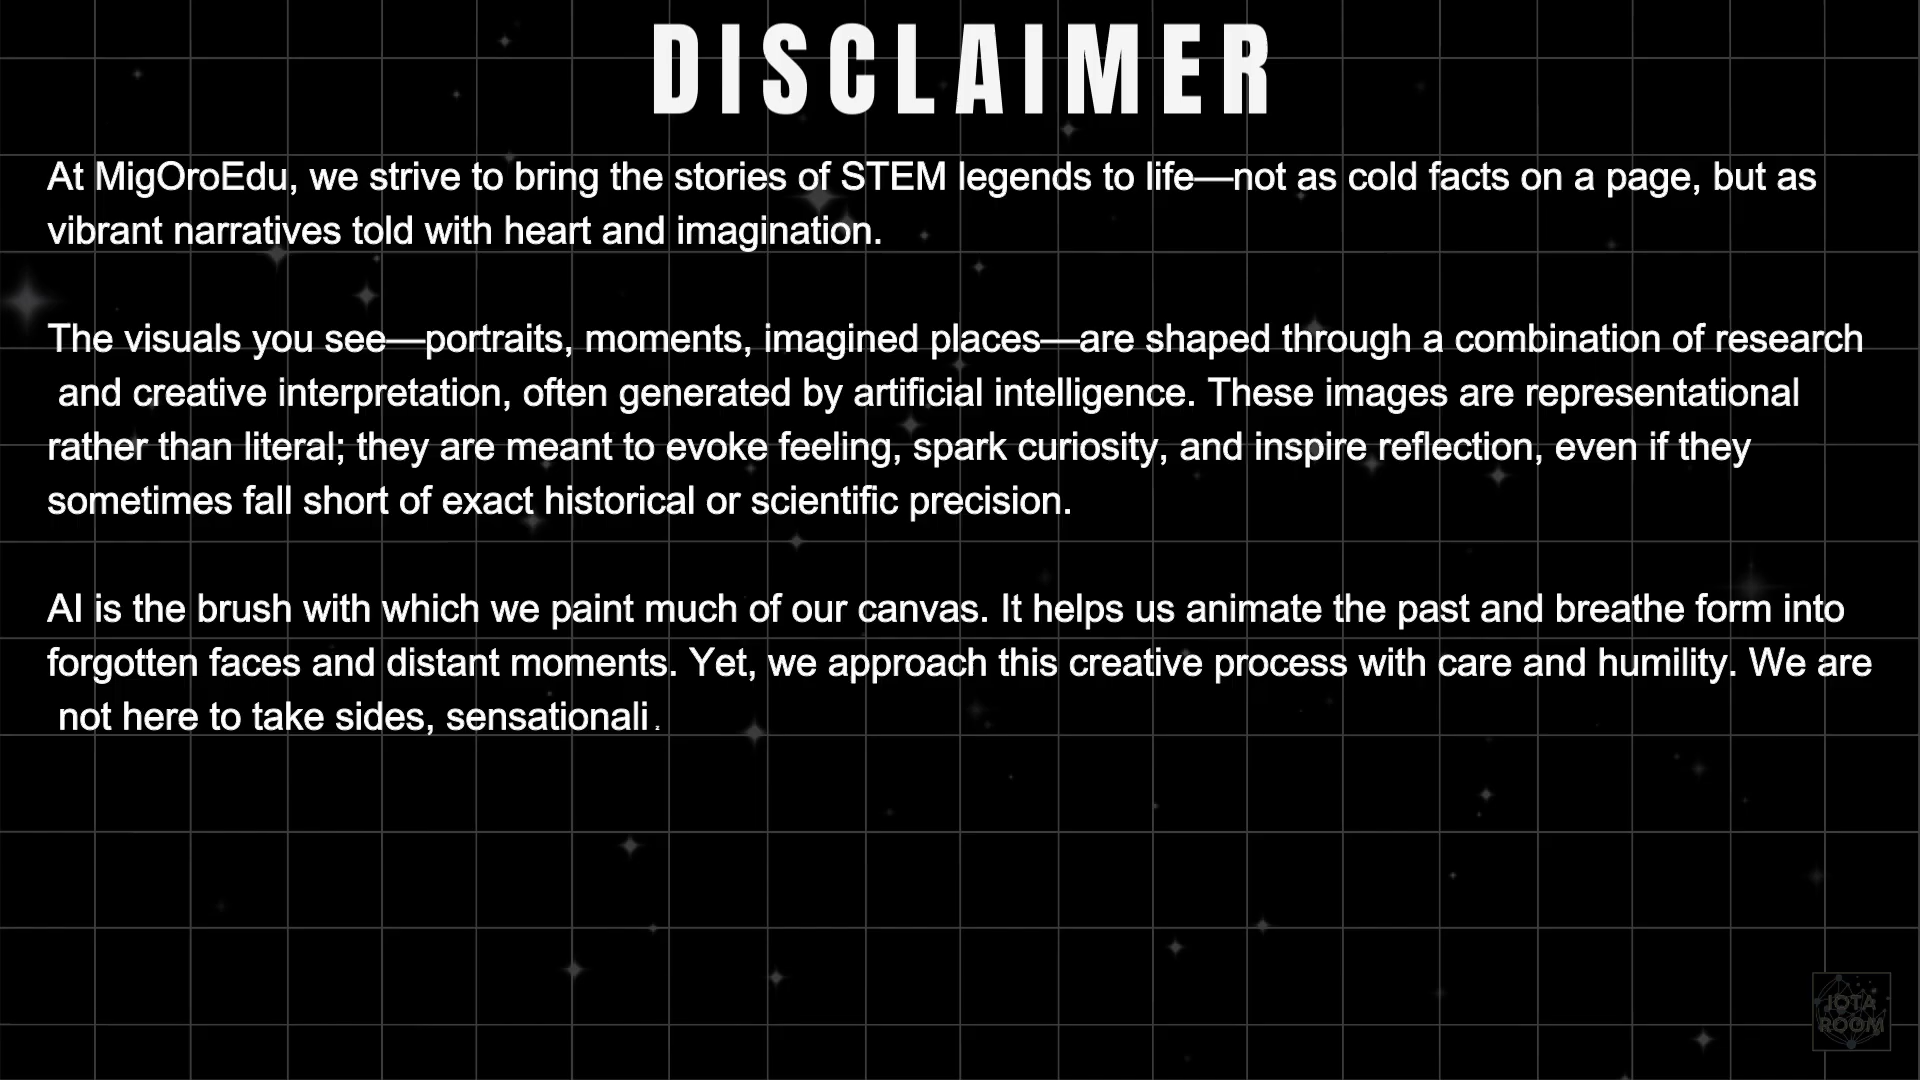 DISCLAIMER
At MigOroEdu, we strive to bring the stories of STEM legends to life—not as cold facts on a page, but as
vibrant narratives told with heart and imagination.
The visuals you see—portraits, moments, imagined places—are shaped through a combination of research
and creative interpretation, often generated by artificial intelligence. These images are representational
rather than literal; they are meant to evoke feeling, spark curiosity, and inspire reflection, even if they
sometimes fall short of exact historical or scientific precision.
AI is the brush with which we paint much of our canvas. It helps us animate the past and breathe form into
forgotten faces and distant moments. Yet, we approach this creative process with care and humility. We are
not here to take sides, sensationali
IOTA
ROOM